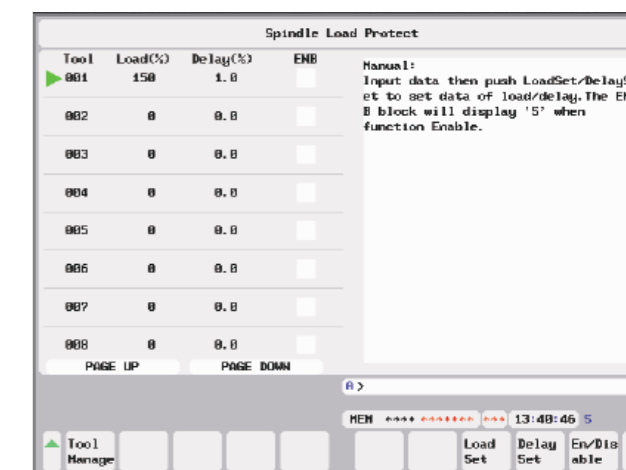 Spindle Load Protect
Tool Load(%) Delay(%) ENB
001 150 1.0
002 0 0.0
003 0 0.0
004 0 0.0
005 0 0.0
006 0 0.0
007 0 0.0
008 0 0.0
PAGE UP PAGE DOWN
Manual:
Input data then push LoadSet/DelayS
et to set data of load/delay.The EN
B block will display '5' when
function Enable.
A>
MEM **** ******* *** 13:40:46 5
Tool
Manage
Load
Set
Delay
Set
En/Dis
able